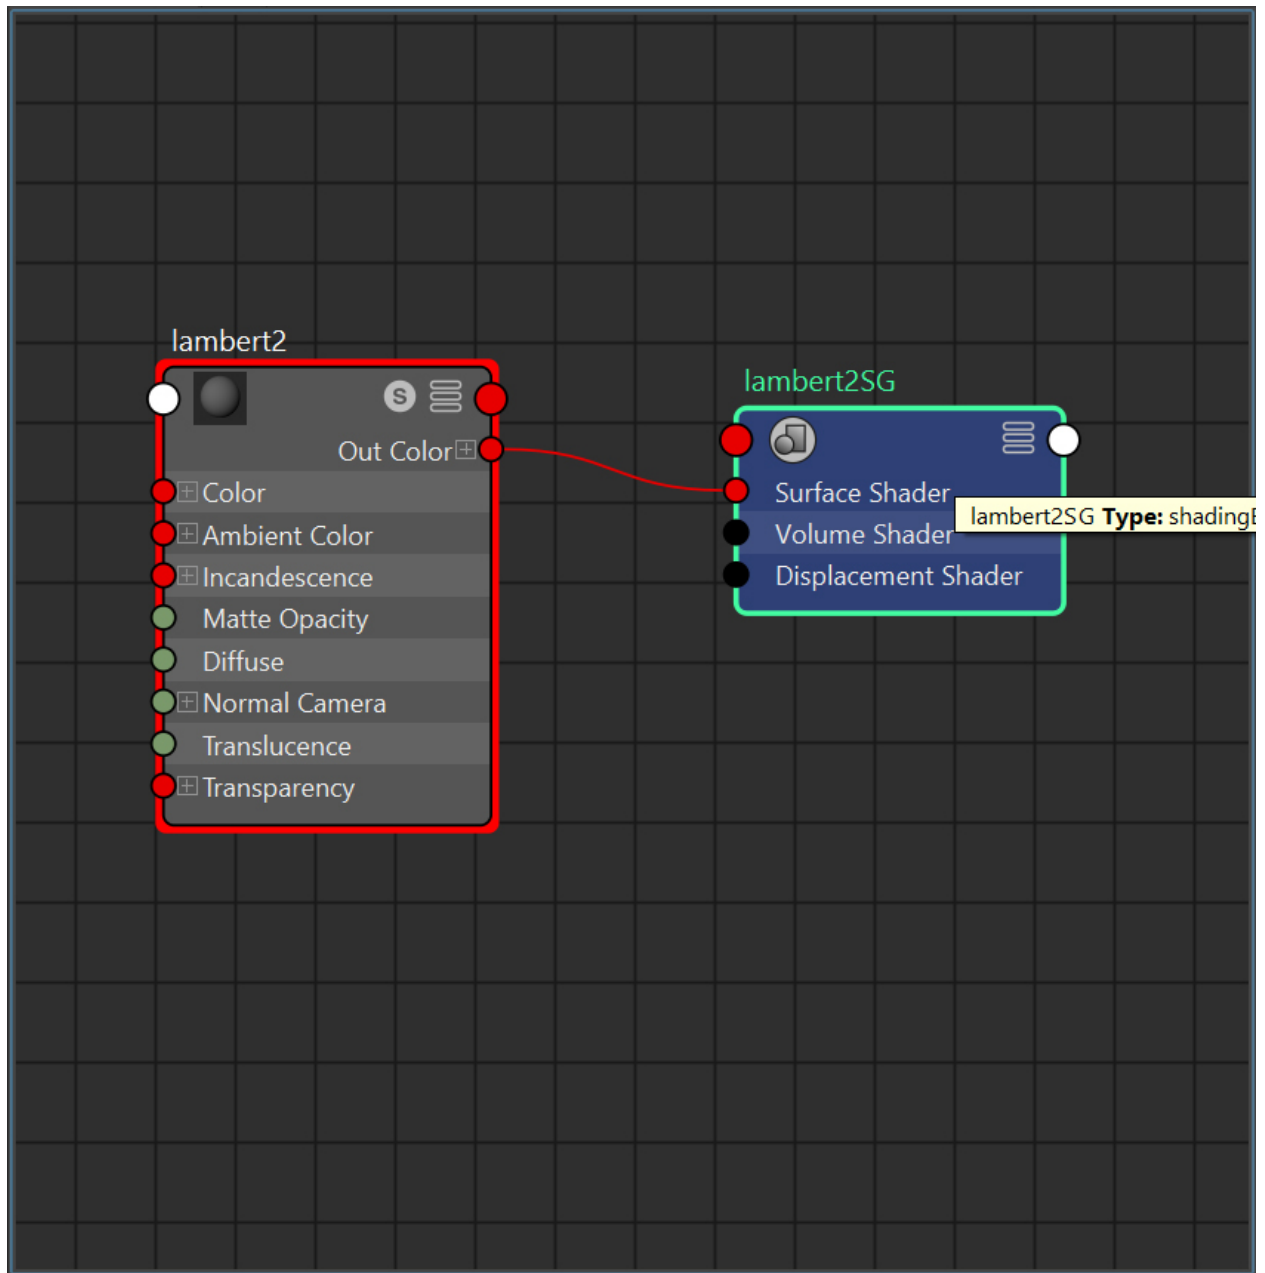 lambert2
S
Out Color
Color
Ambient Color
Incandescence
Matte Opacity
Diffuse
Normal Camera
Translucence
Transparency
lambert2SG
Surface Shader
Volume Shader
Displacement Shader
lambert2SG Type: shadingE